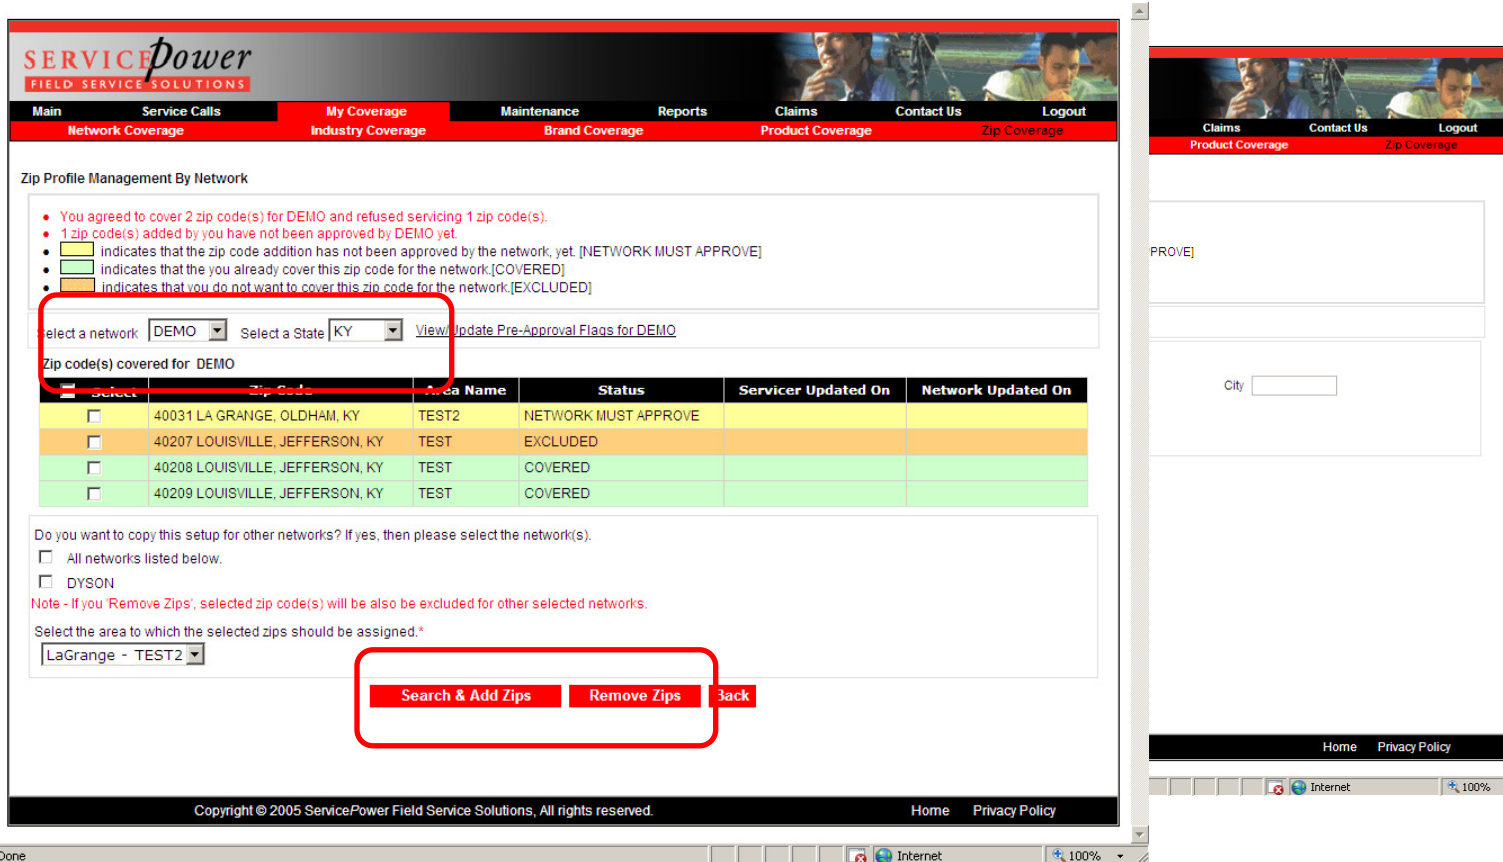 SERVICEPower
FIELD SERVICE SOLUTIONS
Main Service Calls My Coverage Maintenance Reports Claims Contact Us Logout
Network Coverage Industry Coverage Brand Coverage Product Coverage Zip Coverage
Zip Profile Management By Network
You agreed to cover 2 zip code(s) for DEMO and refused servicing 1 zip code(s).
1 zip code(s) added by you have not been approved by DEMO yet.
indicates that the zip code addition has not been approved by the network, yet. [NETWORK MUST APPROVE]
indicates that the you already cover this zip code for the network.[COVERED]
indicates that you do not want to cover this zip code for the network.[EXCLUDED]
Select a network DEMO Select a State KY View/Update Pre-Approval Flags for DEMO
Zip code(s) covered for DEMO
Select Zip Code Area Name Status Servicer Updated On Network Updated On
40031 LA GRANGE, OLDHAM, KY TEST2 NETWORK MUST APPROVE
40207 LOUISVILLE, JEFFERSON, KY TEST EXCLUDED
40208 LOUISVILLE, JEFFERSON, KY TEST COVERED
40209 LOUISVILLE, JEFFERSON, KY TEST COVERED
Do you want to copy this setup for other networks? If yes, then please select the network(s).
All networks listed below.
DYSON
Note - If you 'Remove Zips', selected zip code(s) will be also be excluded for other selected networks.
Select the area to which the selected zips should be assigned.*
LaGrange - TEST2
Search & Add Zips Remove Zips Back
Copyright © 2005 ServicePower Field Service Solutions, All rights reserved. Home Privacy Policy
Done Internet 100%
Claims Contact Us Logout
Product Coverage Zip Coverage
PROVE]
City
Home Privacy Policy
Internet 100%